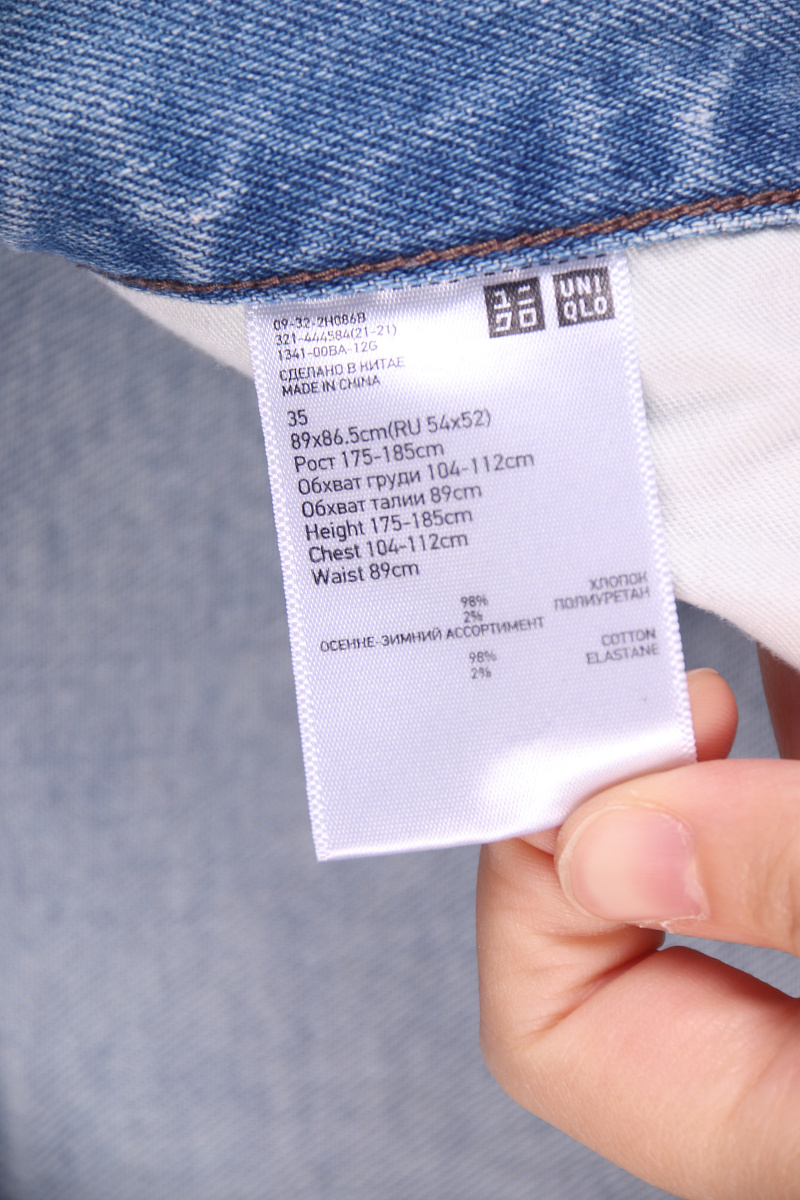 ユニ
クロ
UNI
QLO
09-32-2H086B
321-444584(21-21)
1341-00BA-12G
СДЕЛАНО В КИТАЕ
MADE IN CHINA
35
89x86.5cm(RU 54x52)
Рост 175-185cm
Обхват груди 104-112cm
Обхват талии 89cm
Height 175-185cm
Chest 104-112cm
Waist 89cm
98% ХЛОПОК
2% ПОЛИУРЕТАН
ОСЕННЕ-ЗИМНИЙ АССОРТИМЕНТ
98% COTTON
2% ELASTANE